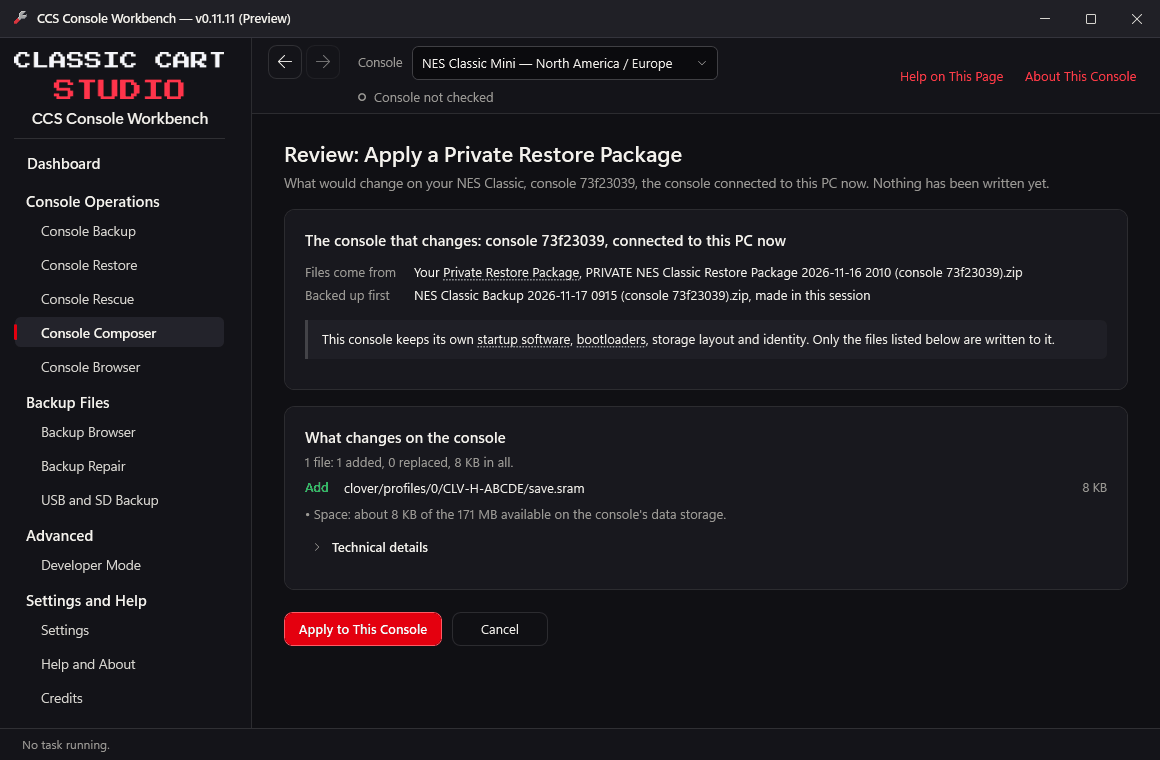 CCS Console Workbench — v0.11.11 (Preview)
CLASSIC CART
STUDIO
CCS Console Workbench
Dashboard
Console Operations
Console Backup
Console Restore
Console Rescue
Console Composer
Console Browser
Backup Files
Backup Browser
Backup Repair
USB and SD Backup
Advanced
Developer Mode
Settings and Help
Settings
Help and About
Credits
Console
NES Classic Mini — North America / Europe
Console not checked
Help on This Page
About This Console
Review: Apply a Private Restore Package
What would change on your NES Classic, console 73f23039, the console connected to this PC now. Nothing has been written yet.
The console that changes: console 73f23039, connected to this PC now
Files come from Your Private Restore Package, PRIVATE NES Classic Restore Package 2026-11-16 2010 (console 73f23039).zip
Backed up first NES Classic Backup 2026-11-17 0915 (console 73f23039).zip, made in this session
This console keeps its own startup software, bootloaders, storage layout and identity. Only the files listed below are written to it.
What changes on the console
1 file: 1 added, 0 replaced, 8 KB in all.
Add clover/profiles/0/CLV-H-ABCDE/save.sram 8 KB
• Space: about 8 KB of the 171 MB available on the console's data storage.
Technical details
Apply to This Console
Cancel
No task running.